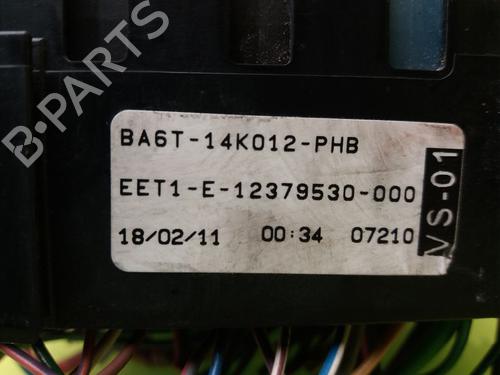 BA6T-14K012-PHB
EET1-E-12379530-000
18/02/11 00:34 07210
VS-01
B-PARTS